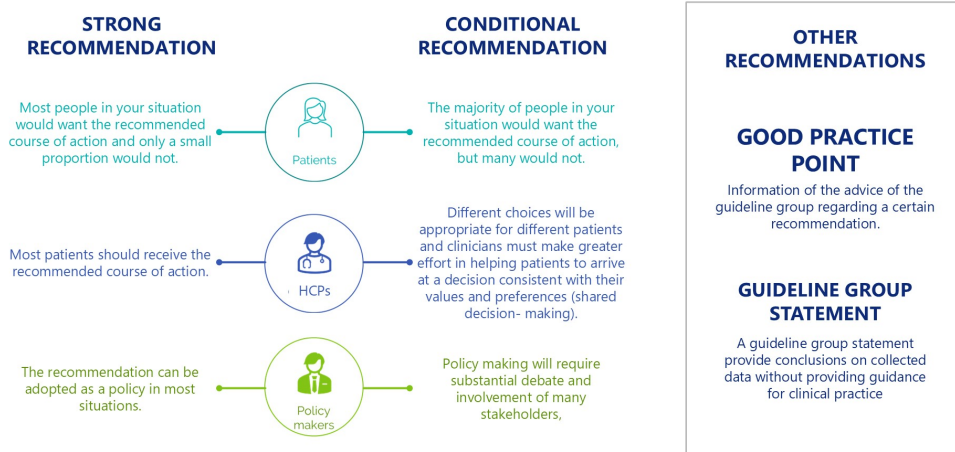 STRONG
RECOMMENDATION
CONDITIONAL
RECOMMENDATION
Most people in your situation
would want the recommended
course of action and only a small
proportion would not.
Patients
The majority of people in your
situation would want the
recommended course of action,
but many would not.
Most patients should receive the
recommended course of action.
HCPs
Different choices will be
appropriate for different patients
and clinicians must make greater
effort in helping patients to arrive
at a decision consistent with their
values and preferences (shared
decision- making).
The recommendation can be
adopted as a policy in most
situations.
Policy
makers
Policy making will require
substantial debate and
involvement of many
stakeholders,
OTHER
RECOMMENDATIONS
GOOD PRACTICE
POINT
Information of the advice of the
guideline group regarding a certain
recommendation.
GUIDELINE GROUP
STATEMENT
A guideline group statement
provide conclusions on collected
data without providing guidance
for clinical practice